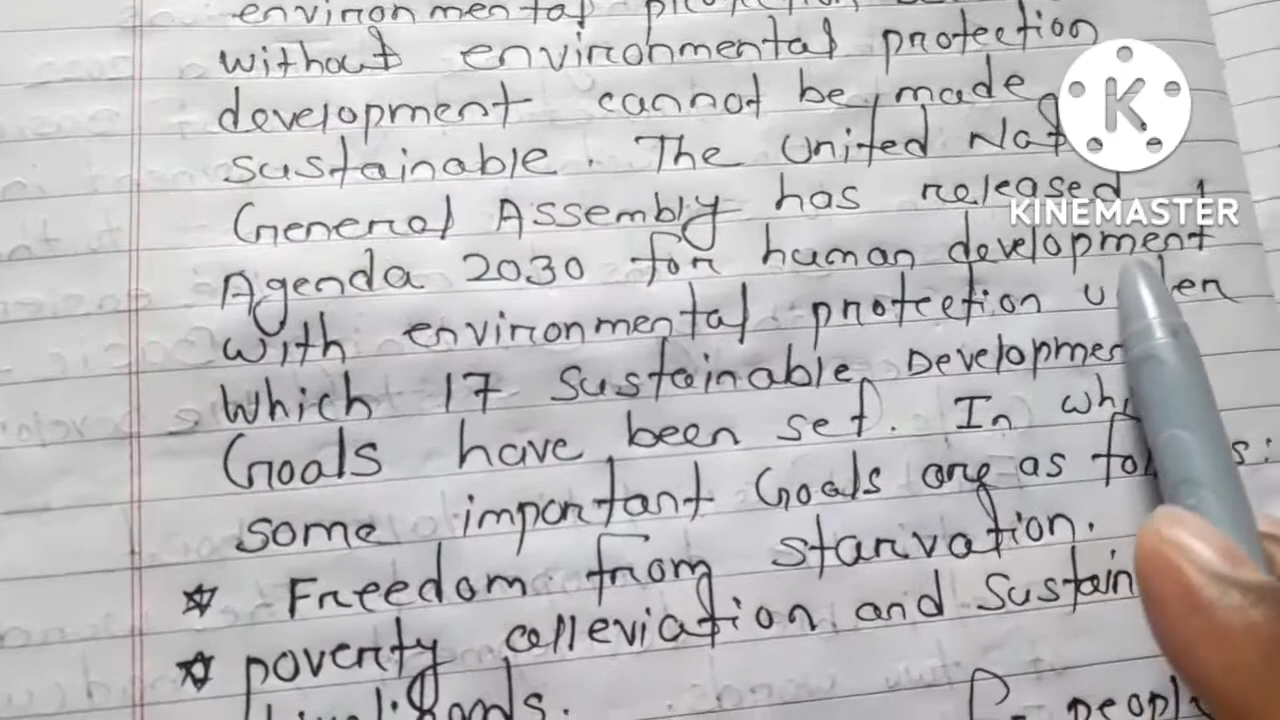 environmental
without environmental protection
development cannot be made
sustainable. The United
General Assembly has released
Agenda 2030 for human development
with environmental protection
which 17 Sustainable
Goals have been set. In
some important Goals are as
☆ Freedom from starvation.
☆ poverty alleviation and
K
KINEMASTER